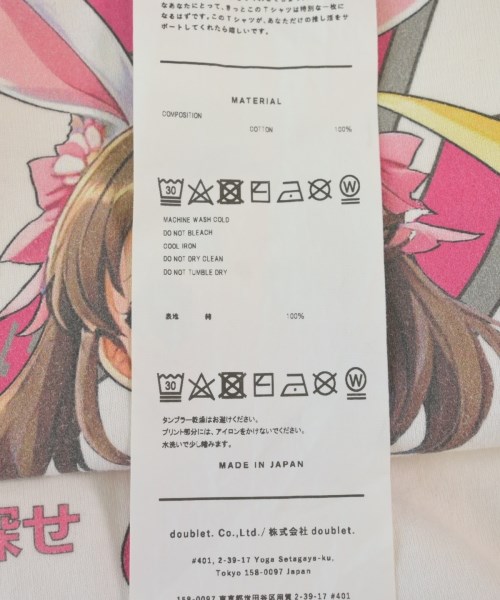 なあなたにとって、きっとこのTシャツは特別な一枚に
なるはずです。このTシャツが、あなただけの推し活をサ
ポートしてくれたら嬉しいです。
MATERIAL
COMPOSITION
COTTON 100%
30 W
MACHINE WASH COLD
DO NOT BLEACH
COOL IRON
DO NOT DRY CLEAN
DO NOT TUMBLE DRY
表地 綿 100%
30 W
タンブラー乾燥はお避けください。
プリント部分には、アイロンをかけないでください。
水洗いで少し縮みます。
MADE IN JAPAN
探せ
doublet. Co.,Ltd./株式会社 doublet.
#401, 2-39-17 Yoga Setagaya-ku,
Tokyo 158-0097 Japan
158-0097 東京都世田谷区用賀 2-39-17 #401